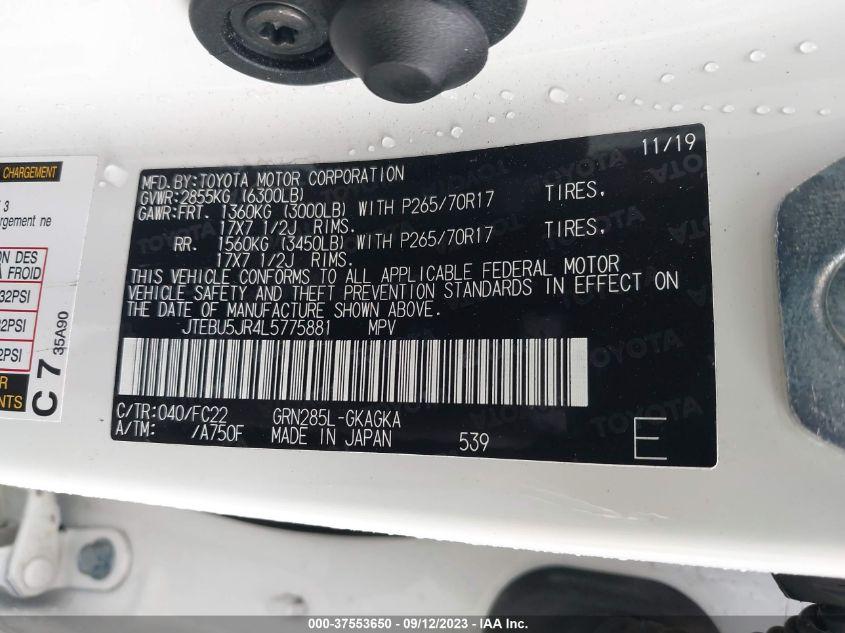 11/19
MFD.BY:TOYOTA MOTOR CORPORATION
GVWR:2855KG (6300LB)
GAWR:FRT. 1360KG (3000LB) WITH P265/70R17 TIRES,
17X7 1/2J RIMS.
RR. 1560KG (3450LB) WITH P265/70R17 TIRES,
17X7 1/2J RIMS.
THIS VEHICLE CONFORMS TO ALL APPLICABLE FEDERAL MOTOR
VEHICLE SAFETY AND THEFT PREVENTION STANDARDS IN EFFECT ON
THE DATE OF MANUFACTURE SHOWN ABOVE.
JTEBU5JR4L5775881 MPV
C/TR:040/FC22 GRN285L-GKAGKA
A/TM: /A750F MADE IN JAPAN 539 E
CHARGEMENT
3
argement ne
ON DES
À FROID
32PSI
32PSI
2PSI
R
NTS
C 7 35A90
000-37553650 - 09/12/2023 - IAA Inc.